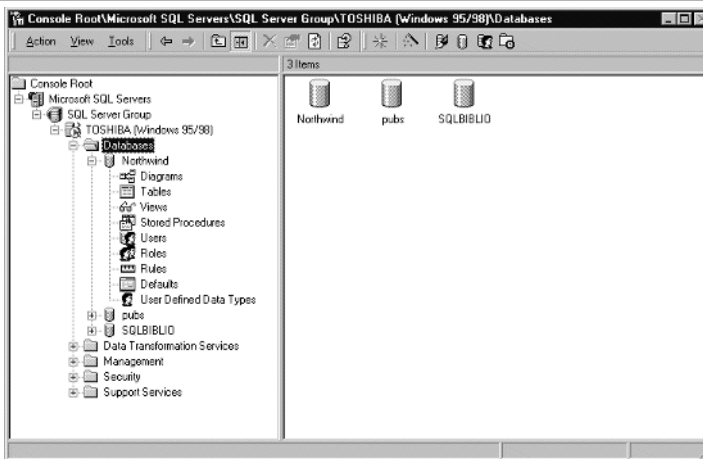 Console Root\Microsoft SQL Servers\SQL Server Group\TOSHIBA (Windows 95/98)\Databases
Action View Tools
3 Items
Console Root
Microsoft SQL Servers
SQL Server Group
TOSHIBA (Windows 95/98)
Databases
Northwind
Diagrams
Tables
Views
Stored Procedures
Users
Roles
Rules
Defaults
User Defined Data Types
pubs
SQLBIBLIO
Data Transformation Services
Management
Security
Support Services
Northwind pubs SQLBIBLIO